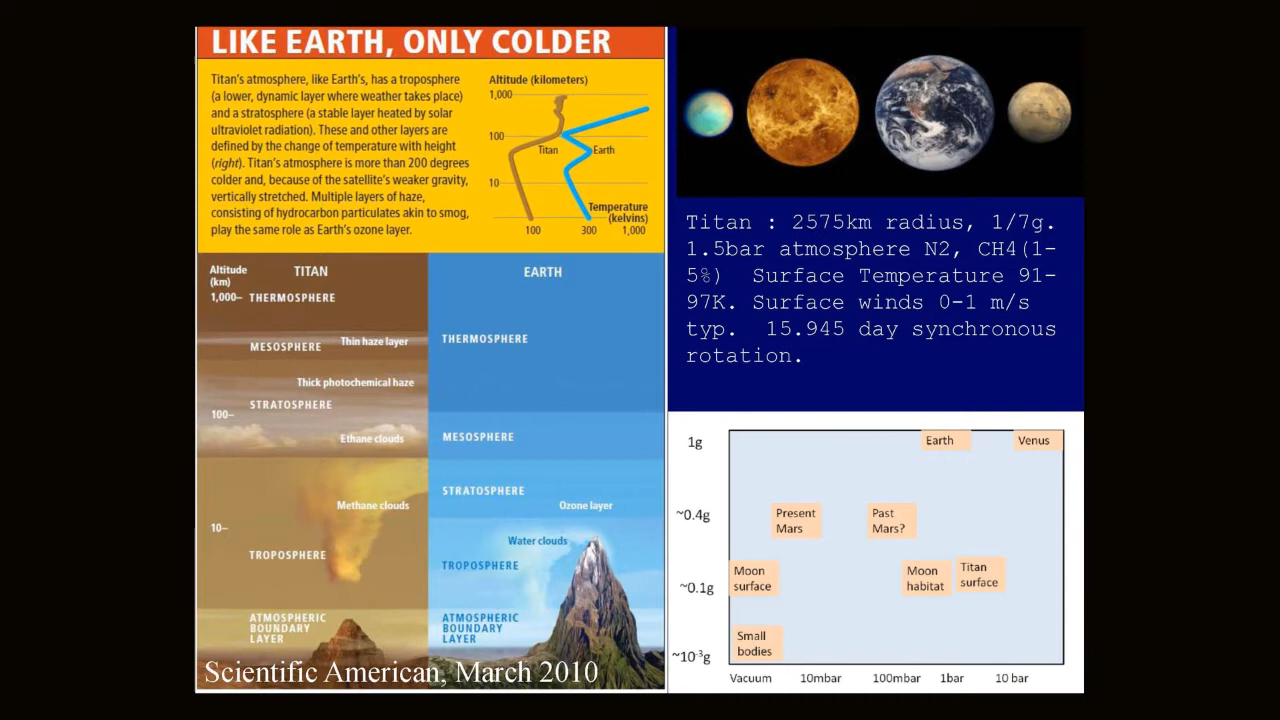 LIKE EARTH, ONLY COLDER
Titan's atmosphere, like Earth's, has a troposphere
(a lower, dynamic layer where weather takes place)
and a stratosphere (a stable layer heated by solar
ultraviolet radiation). These and other layers are
defined by the change of temperature with height
(right). Titan's atmosphere is more than 200 degrees
colder and, because of the satellite's weaker gravity,
vertically stretched. Multiple layers of haze,
consisting of hydrocarbon particulates akin to smog,
play the same role as Earth's ozone layer.
Altitude (kilometers)
1,000
100
Titan
Earth
10
Temperature
(kelvins)
100 300 1,000
Altitude
(km)
TITAN
1,000– THERMOSPHERE
Thin haze layer
MESOSPHERE
Thick photochemical haze
STRATOSPHERE
100–
Ethane clouds
Methane clouds
10–
TROPOSPHERE
ATMOSPHERIC
BOUNDARY
LAYER
EARTH
THERMOSPHERE
MESOSPHERE
STRATOSPHERE
Ozone layer
Water clouds
TROPOSPHERE
ATMOSPHERIC
BOUNDARY
LAYER
Scientific American, March 2010
Titan : 2575km radius, 1/7g.
1.5bar atmosphere N2, CH4(1-
5%) Surface Temperature 91-
97K. Surface winds 0-1 m/s
typ. 15.945 day synchronous
rotation.
1g
Earth
Venus
~0.4g
Present
Mars
Past
Mars?
~0.1g
Moon
surface
Moon
habitat
Titan
surface
~10-3g
Small
bodies
Vacuum 10mbar 100mbar 1bar 10 bar